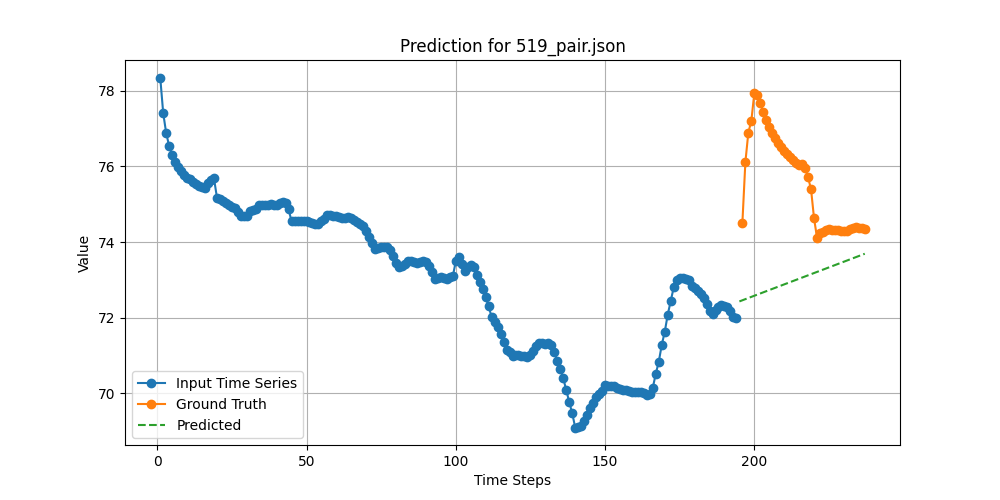 Prediction for 519_pair.json
Value
78
76
74
72
70
0
50
100
150
200
Time Steps
Input Time Series
Ground Truth
Predicted